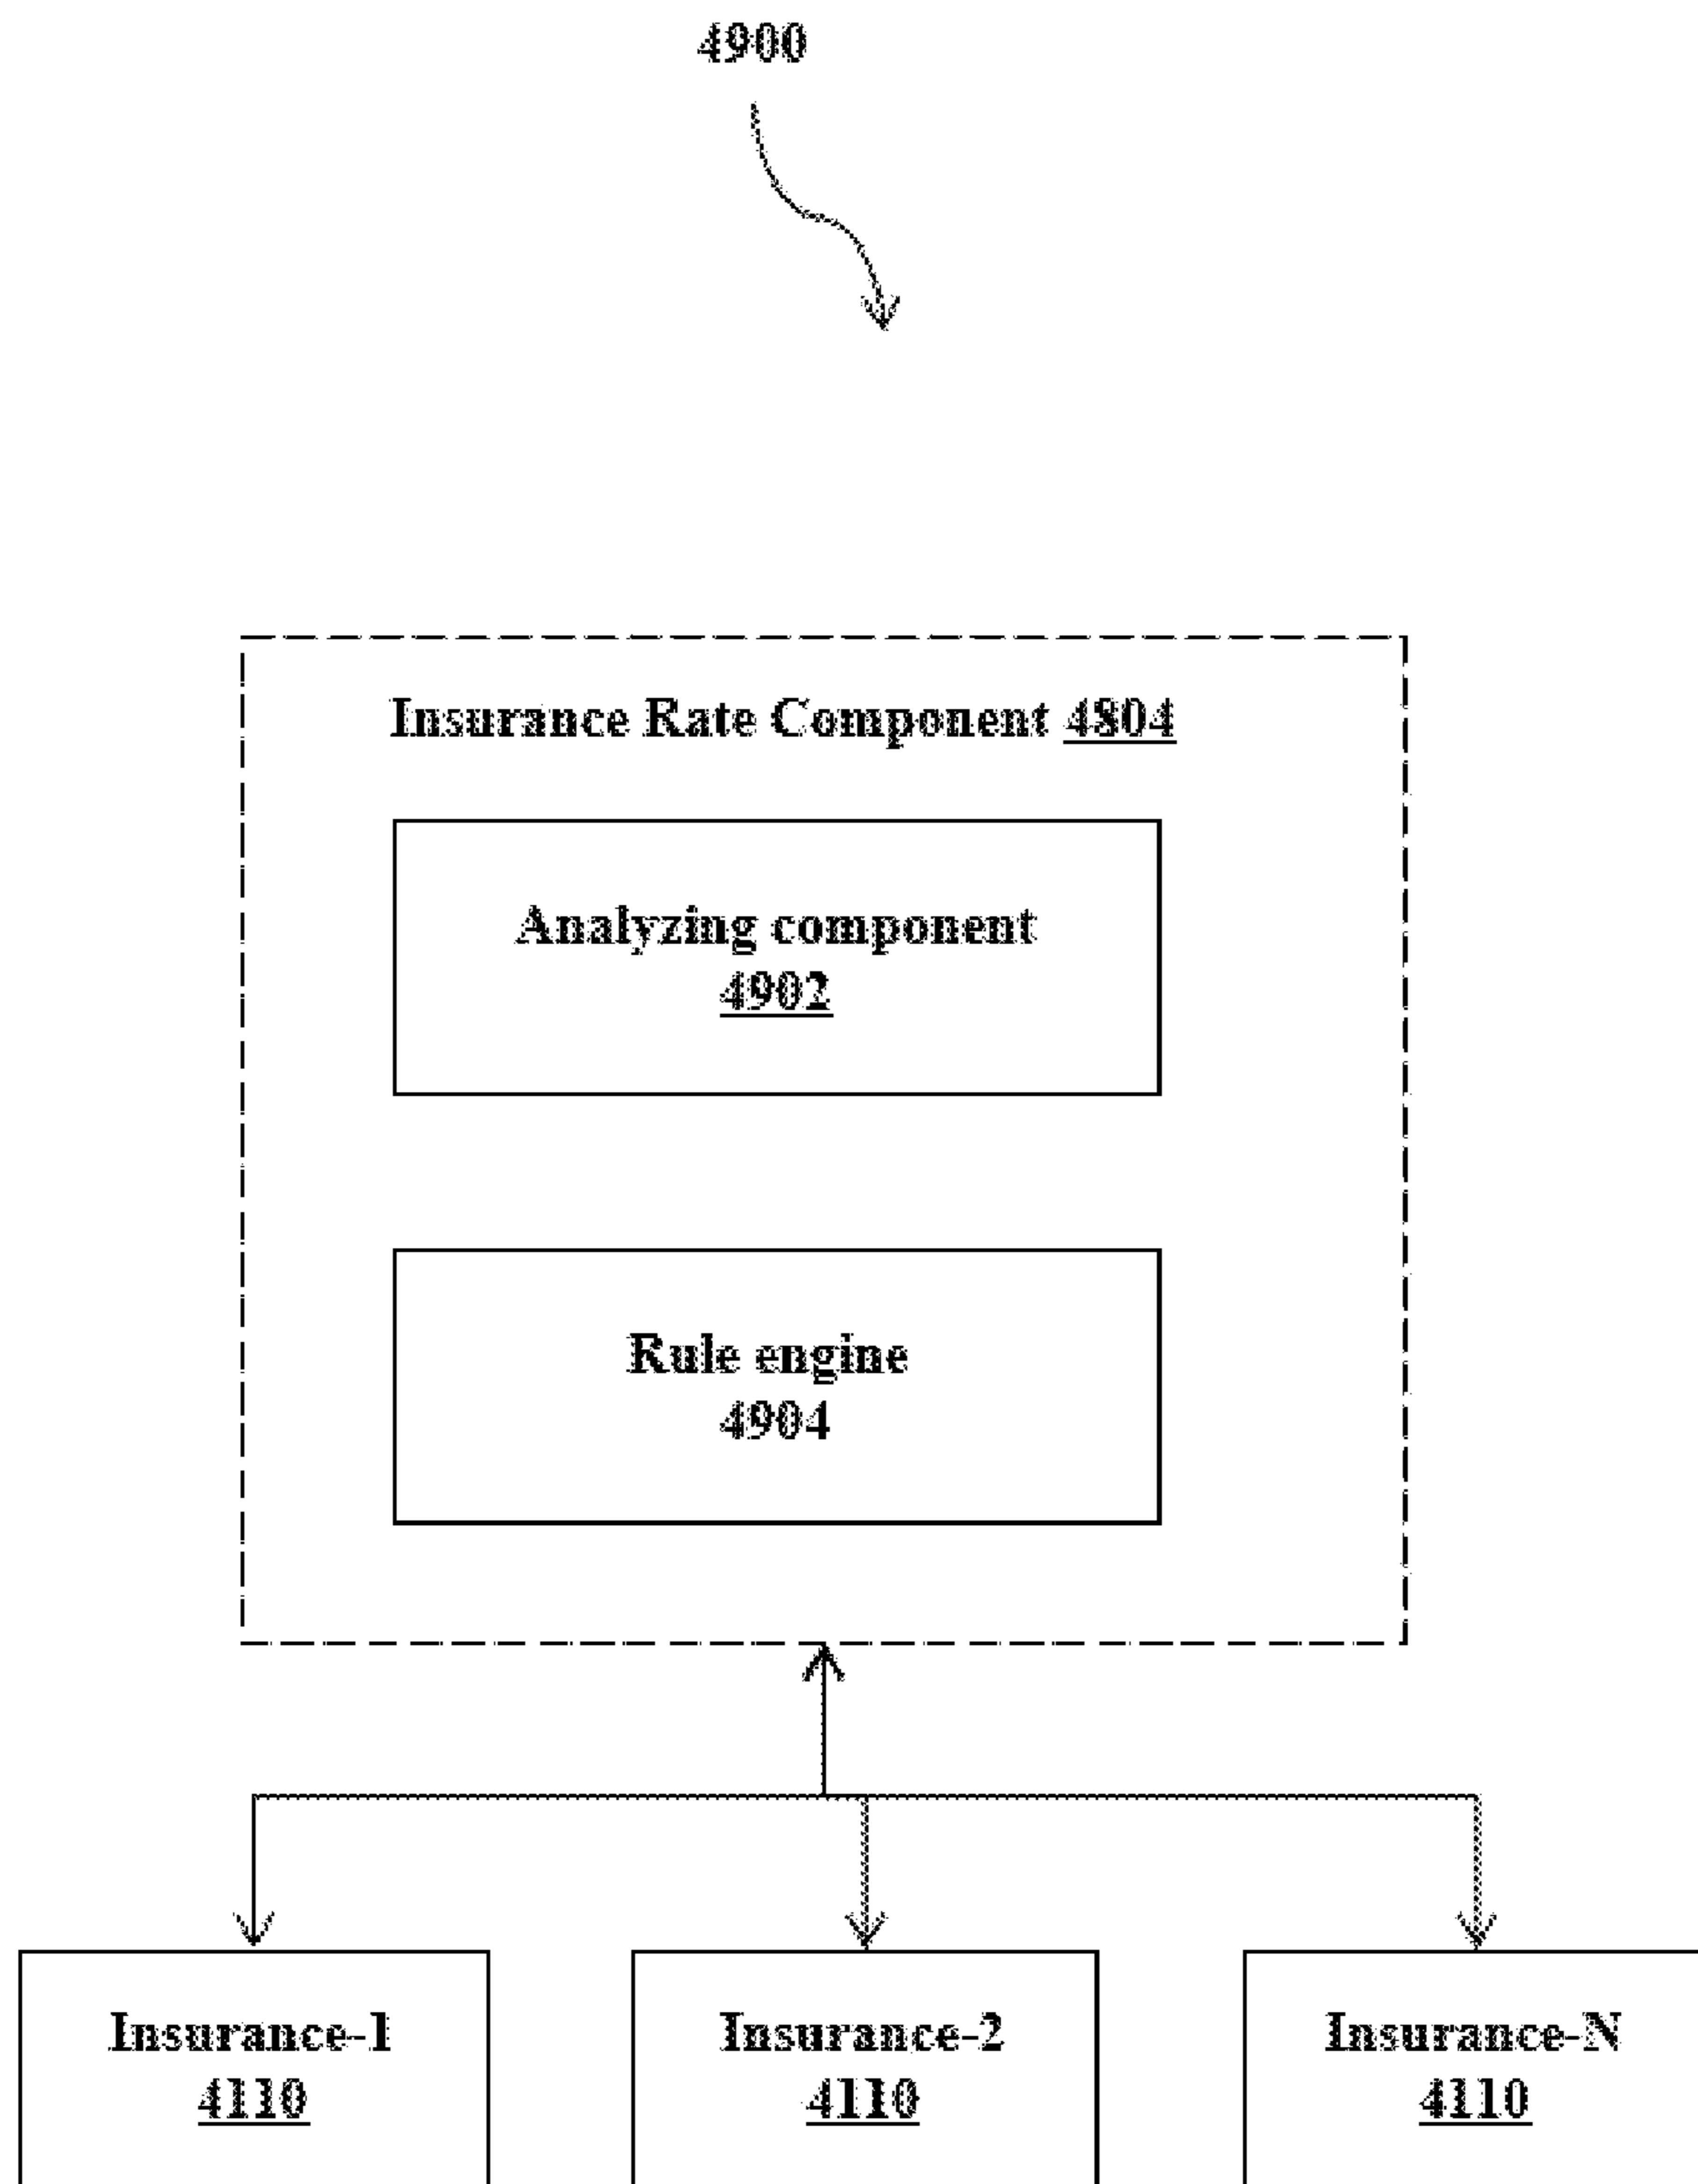 4900
Insurance Rate Component 4804
Analyzing component
4902
Rule engine
4904
Insurance-1
4110
Insurance-2
4110
Insurance-N
4110